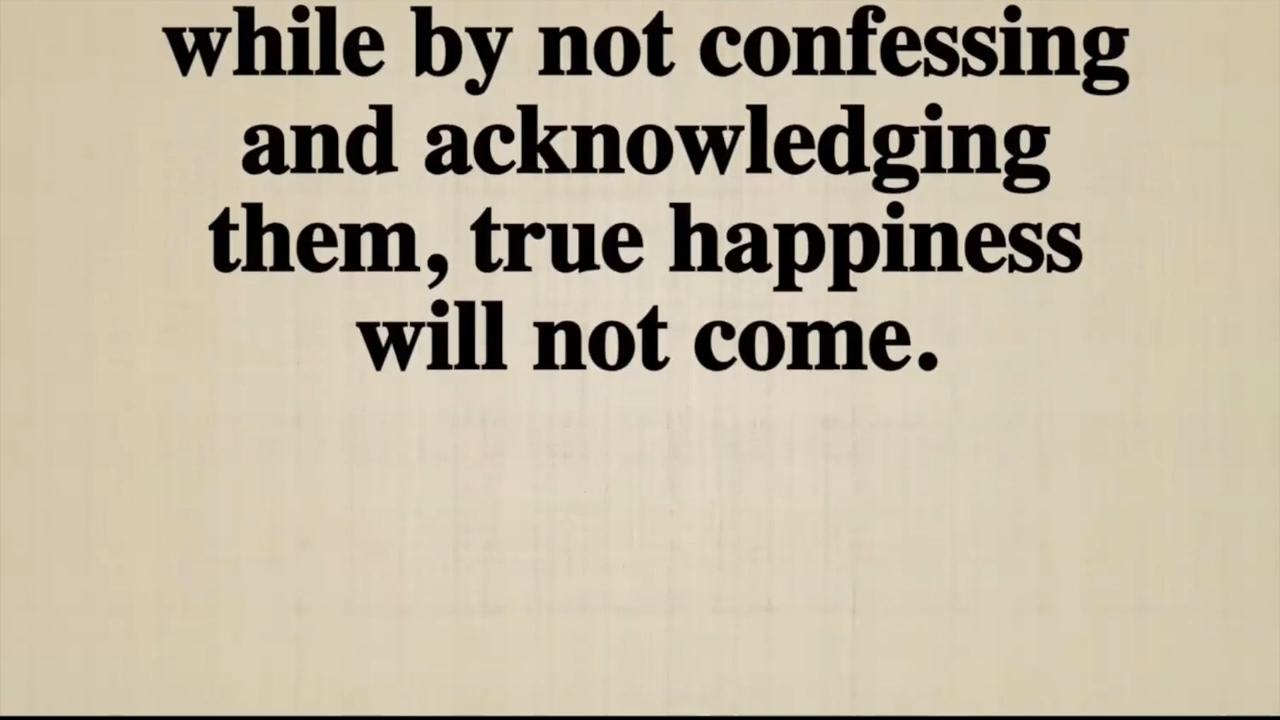 while by not confessing
and acknowledging
them, true happiness
will not come.